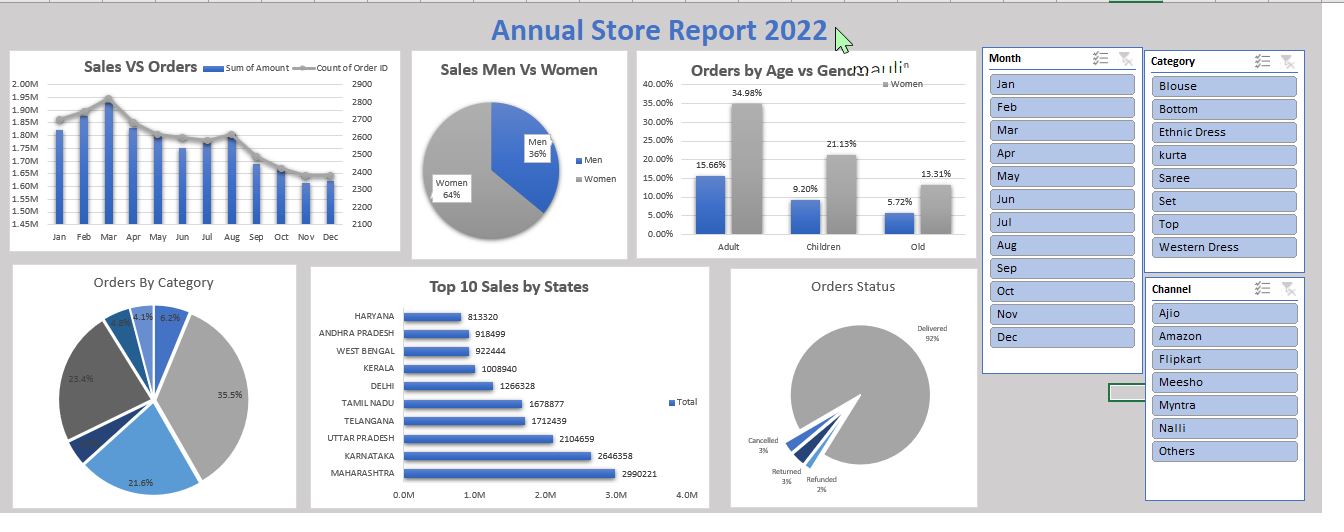 Annual Store Report 2022
Sales VS Orders
Sum of Amount
Count of Order ID
2.00M
1.95M
1.90M
1.85M
1.80M
1.75M
1.70M
1.65M
1.60M
1.55M
1.50M
1.45M
2900
2800
2700
2600
2500
2400
2300
2200
2100
Jan Feb Mar Apr May Jun Jul Aug Sep Oct Nov Dec
Sales Men Vs Women
Men
36%
Women
64%
Men
Women
Orders by Age vs
mauliⁿ
Women
40.00%
35.00%
30.00%
25.00%
20.00%
15.00%
10.00%
5.00%
0.00%
15.66%
34.98%
9.20%
21.13%
5.72%
13.31%
Adult Children Old
Month
Jan
Feb
Mar
Apr
May
Jun
Jul
Aug
Sep
Oct
Nov
Dec
Category
Blouse
Bottom
Ethnic Dress
kurta
Saree
Set
Top
Western Dress
Channel
Ajio
Amazon
Flipkart
Meesho
Myntra
Nalli
Others
Orders By Category
4.1%
6.2%
23.4%
35.5%
21.6%
Top 10 Sales by States
HARYANA 813320
ANDHRA PRADESH 918499
WEST BENGAL 922444
KERALA 1008940
DELHI 1266328
TAMIL NADU 1678877
TELANGANA 1712439
UTTAR PRADESH 2104659
KARNATAKA 2646358
MAHARASHTRA 2990221
0.0M 1.0M 2.0M 3.0M 4.0M
Total
Orders Status
Delivered
92%
Cancelled
3%
Returned
3%
Refunded
2%